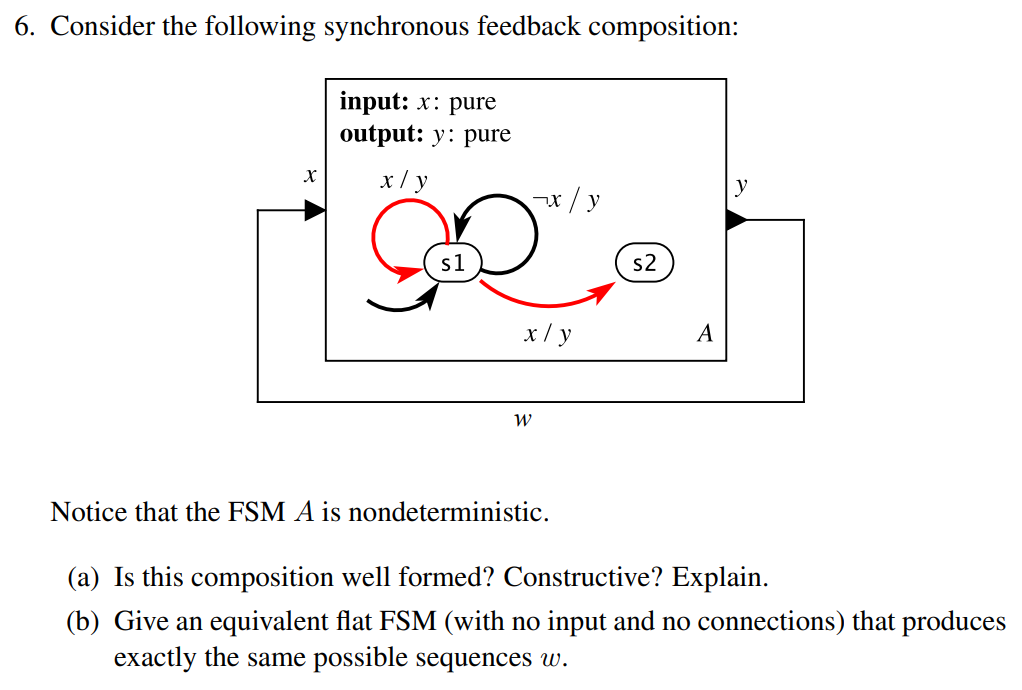 6. Consider the following synchronous feedback composition:
input: x: pure
output: y: pure
x
x / y
¬x / y
y
s1
s2
x / y
A
w
Notice that the FSM A is nondeterministic.
(a) Is this composition well formed? Constructive? Explain.
(b) Give an equivalent flat FSM (with no input and no connections) that produces
exactly the same possible sequences w.